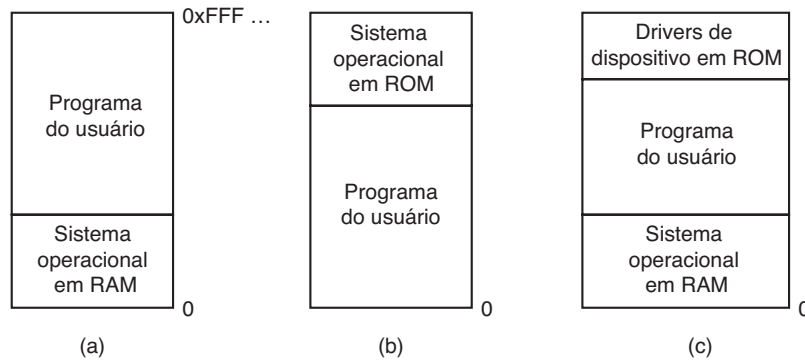 0xFFF ...
Programa
do usuário
Sistema
operacional
em RAM
0
(a)
Sistema
operacional
em ROM
Programa
do usuário
0
(b)
Drivers de
dispositivo em ROM
Programa
do usuário
Sistema
operacional
em RAM
0
(c)